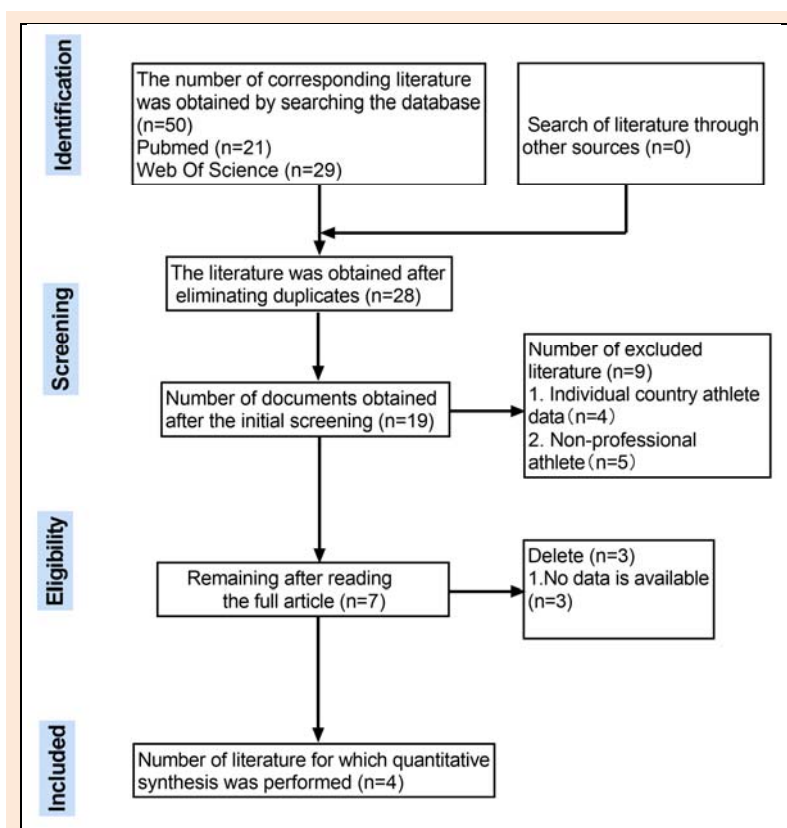 Identification
The number of corresponding literature
was obtained by searching the database
(n=50)
Pubmed (n=21)
Web Of Science (n=29)
Search of literature through
other sources (n=0)
Screening
The literature was obtained after
eliminating duplicates (n=28)
Number of documents obtained
after the initial screening (n=19)
Number of excluded
literature (n=9)
1. Individual country athlete
data（n=4）
2. Non-professional
athlete（n=5）
Eligibility
Remaining after reading
the full article (n=7)
Delete (n=3)
1.No data is available
(n=3)
Included
Number of literature for which quantitative
synthesis was performed (n=4)